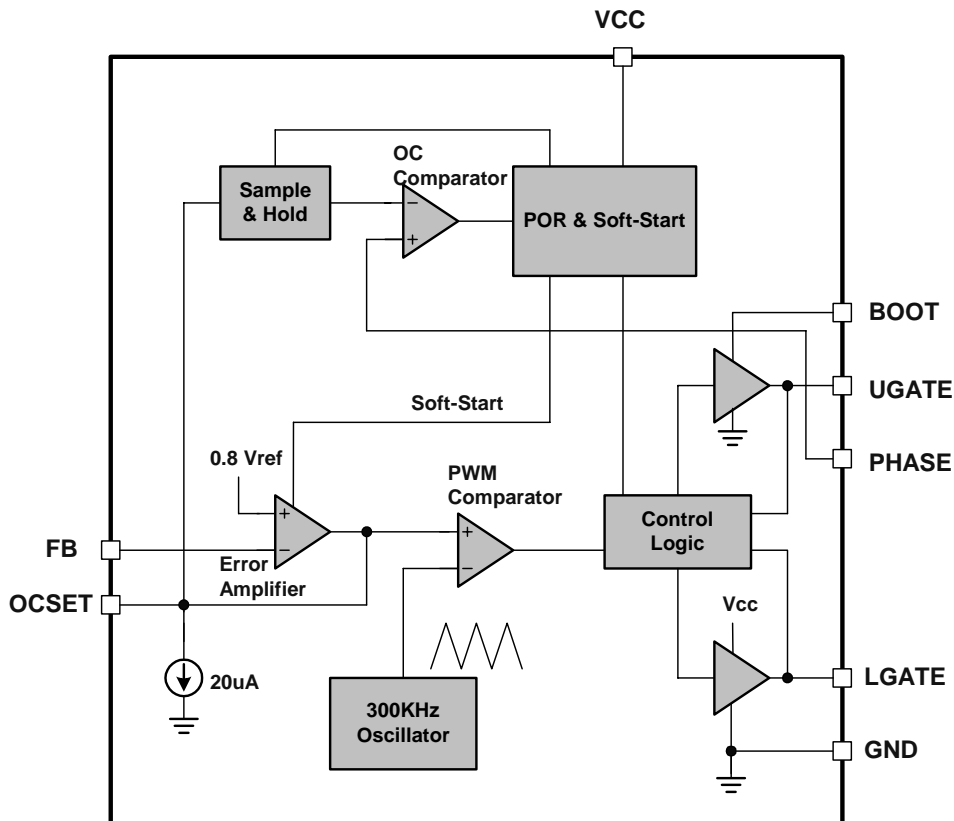 VCC
OC
Comparator
Sample
& Hold
−
+
POR & Soft-Start
BOOT
UGATE
PHASE
Soft-Start
0.8 Vref
PWM
Comparator
+
−
+
−
Control
Logic
FB
Error
Amplifier
OCSET
Vcc
20uA
LGATE
300KHz
Oscillator
GND